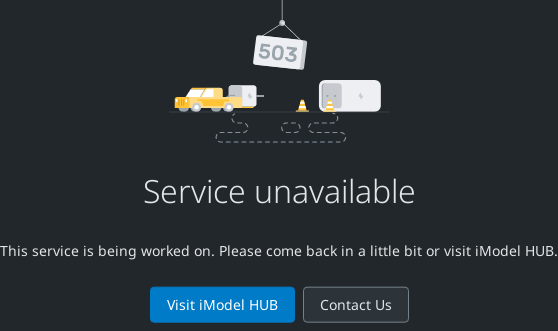 503
Service unavailable
This service is being worked on. Please come back in a little bit or visit iModel HUB.
Visit iModel HUB
Contact Us